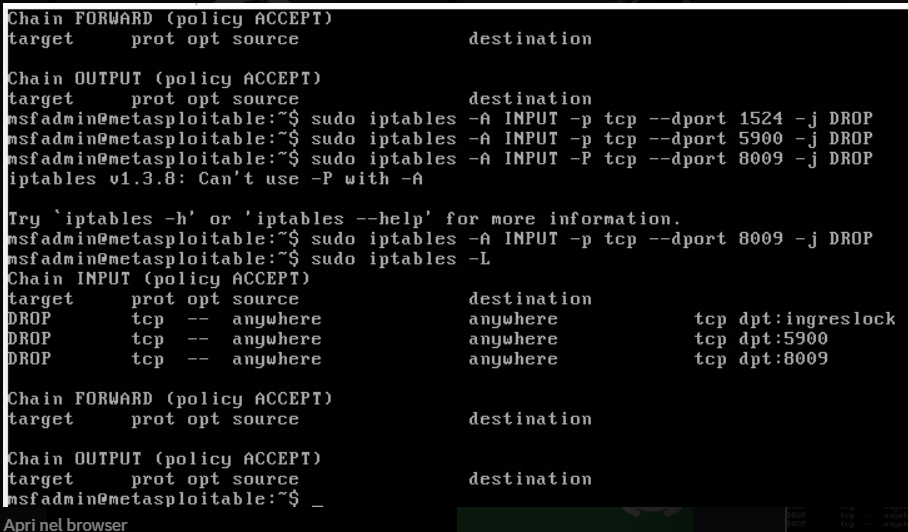 Chain FORWARD (policy ACCEPT)
target     prot opt source               destination
Chain OUTPUT (policy ACCEPT)
target     prot opt source               destination
msfadmin@metasploitable:~$ sudo iptables -A INPUT -p tcp --dport 1524 -j DROP
msfadmin@metasploitable:~$ sudo iptables -A INPUT -p tcp --dport 5900 -j DROP
msfadmin@metasploitable:~$ sudo iptables -A INPUT -P tcp --dport 8009 -j DROP
iptables v1.3.8: Can't use -P with -A
Try `iptables -h' or 'iptables --help' for more information.
msfadmin@metasploitable:~$ sudo iptables -A INPUT -p tcp --dport 8009 -j DROP
msfadmin@metasploitable:~$ sudo iptables -L
Chain INPUT (policy ACCEPT)
target     prot opt source               destination
DROP       tcp  --  anywhere             anywhere            tcp dpt:ingreslock
DROP       tcp  --  anywhere             anywhere            tcp dpt:5900
DROP       tcp  --  anywhere             anywhere            tcp dpt:8009
Chain FORWARD (policy ACCEPT)
target     prot opt source               destination
Chain OUTPUT (policy ACCEPT)
target     prot opt source               destination
msfadmin@metasploitable:~$ _
Apri nel browser